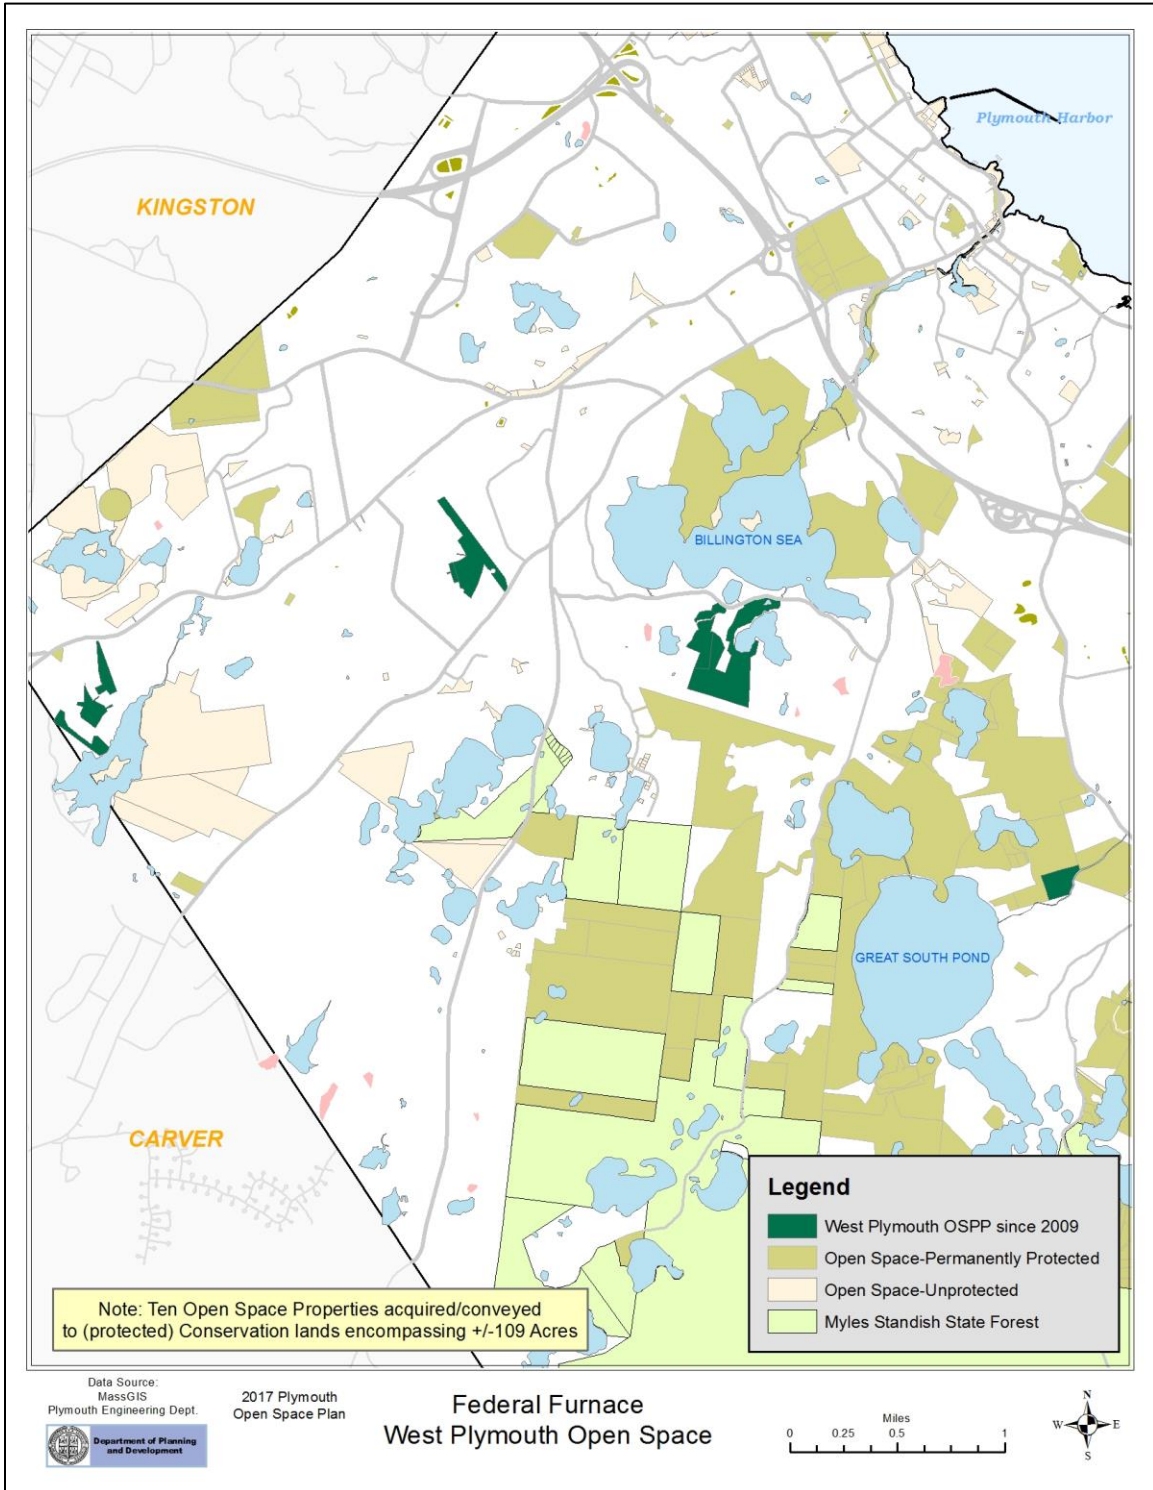 Plymouth Harbor
KINGSTON
BILLINGTON SEA
GREAT SOUTH POND
CARVER
Legend
West Plymouth OSPP since 2009
Open Space-Permanently Protected
Open Space-Unprotected
Myles Standish State Forest
Note: Ten Open Space Properties acquired/conveyed
to (protected) Conservation lands encompassing +/-109 Acres
Data Source:
MassGIS
Plymouth Engineering Dept.
Department of Planning
and Development
2017 Plymouth
Open Space Plan
Federal Furnace
West Plymouth Open Space
Miles
0 0.25 0.5 1
N
W E
S